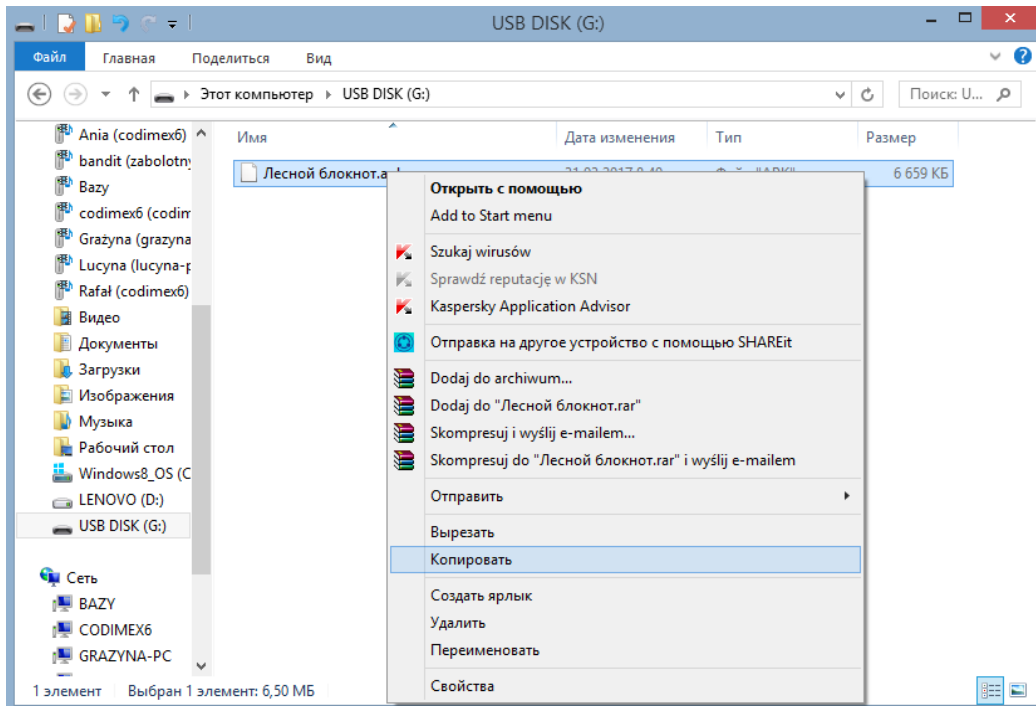 USB DISK (G:)
Файл Главная Поделиться Вид
Этот компьютер USB DISK (G:) Поиск: U...
Ania (codimex6)
bandit (zabolotny
Bazy
codimex6 (codim
Grażyna (grazyna
Lucyna (lucyna-p
Rafał (codimex6)
Видео
Документы
Загрузки
Изображения
Музыка
Рабочий стол
Windows8_OS (C
LENOVO (D:)
USB DISK (G:)
Сеть
BAZY
CODIMEX6
GRAZYNA-PC
Имя Дата изменения Тип Размер
Лесной блокнот.a 6 659 КБ
Открыть с помощью
Add to Start menu
Szukaj wirusów
Sprawdź reputację w KSN
Kaspersky Application Advisor
Отправка на другое устройство с помощью SHAREit
Dodaj do archiwum...
Dodaj do "Лесной блокнот.rar"
Skompresuj i wyślij e-mailem...
Skompresuj do "Лесной блокнот.rar" i wyślij e-mailem
Отправить
Вырезать
Копировать
Создать ярлык
Удалить
Переименовать
Свойства
1 элемент Выбран 1 элемент: 6,50 МБ